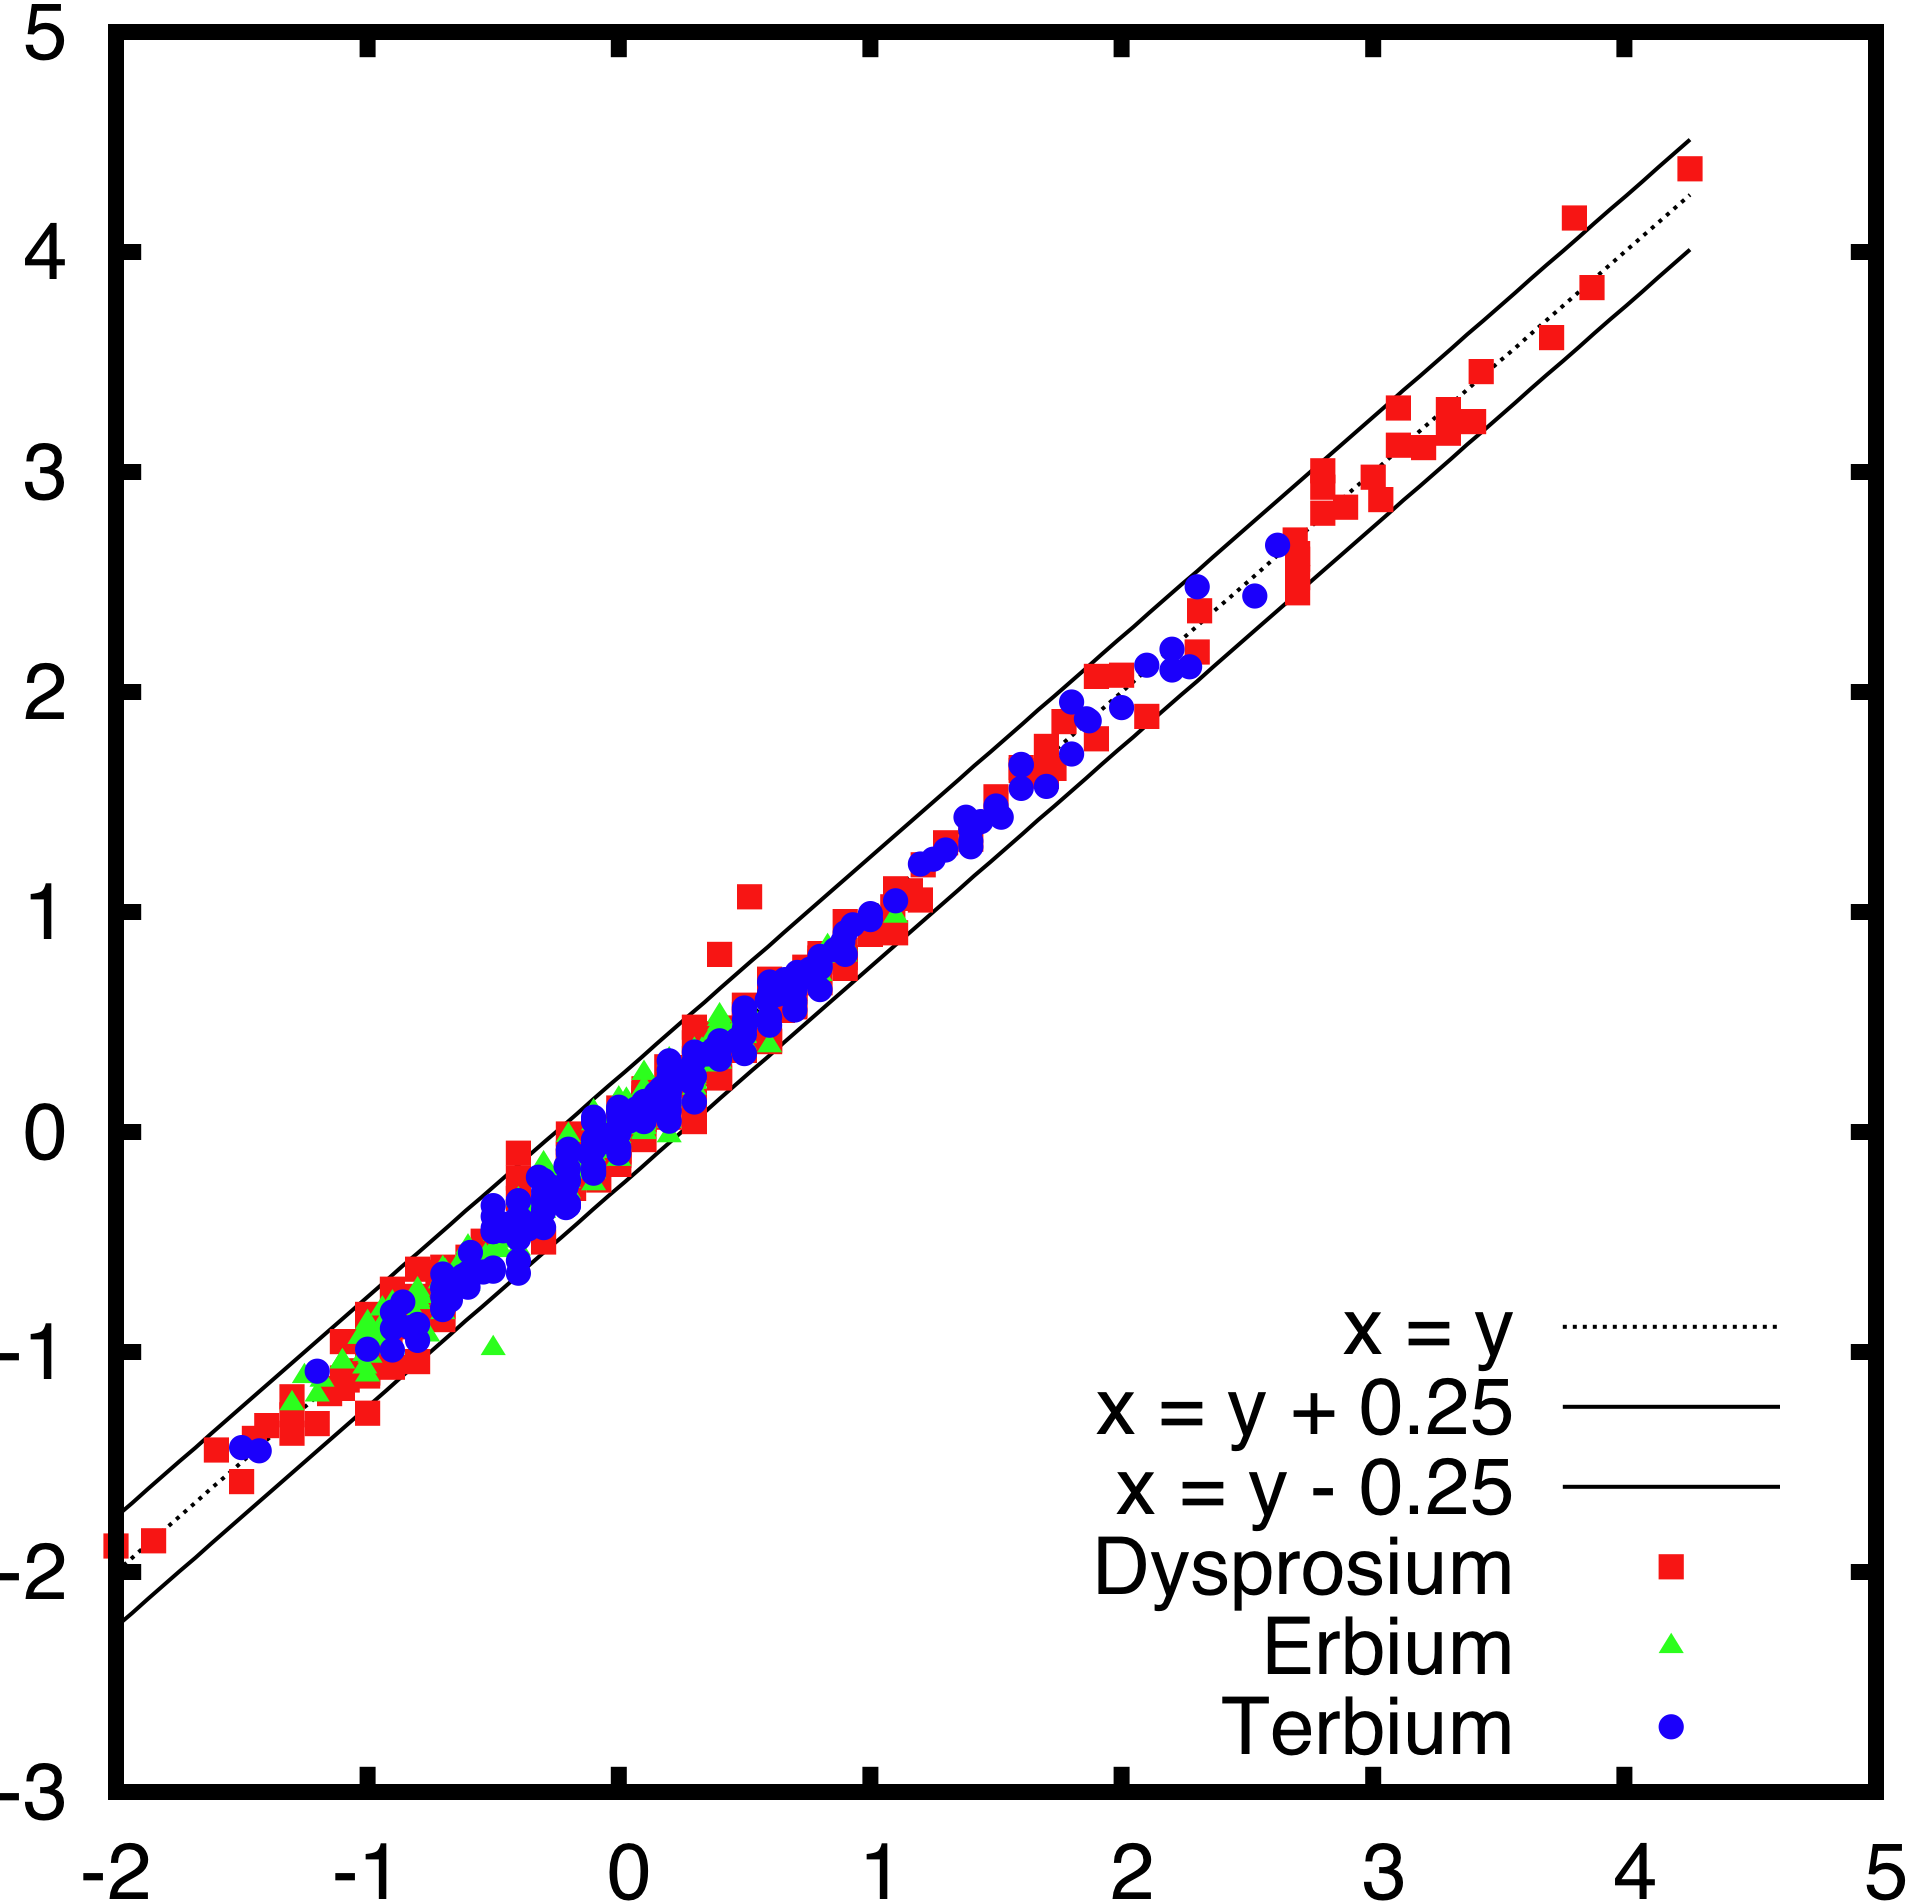 5
4
3
2
1
0
-1
-2
-3
x = y
x = y + 0.25
x = y - 0.25
Dysprosium
Erbium
Terbium
-2 -1 0 1 2 3 4 5